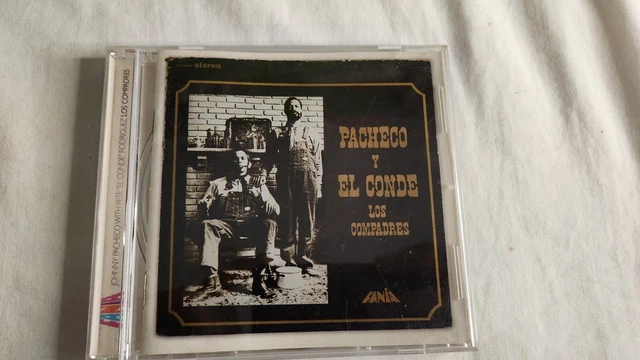 stereo
PACHECO
Y
EL CONDE
LOS
COMPADRES
FANIA
JOHNNY PACHECO WITH PETE "EL CONDE" RODRIGUEZ LOS COMPADRES